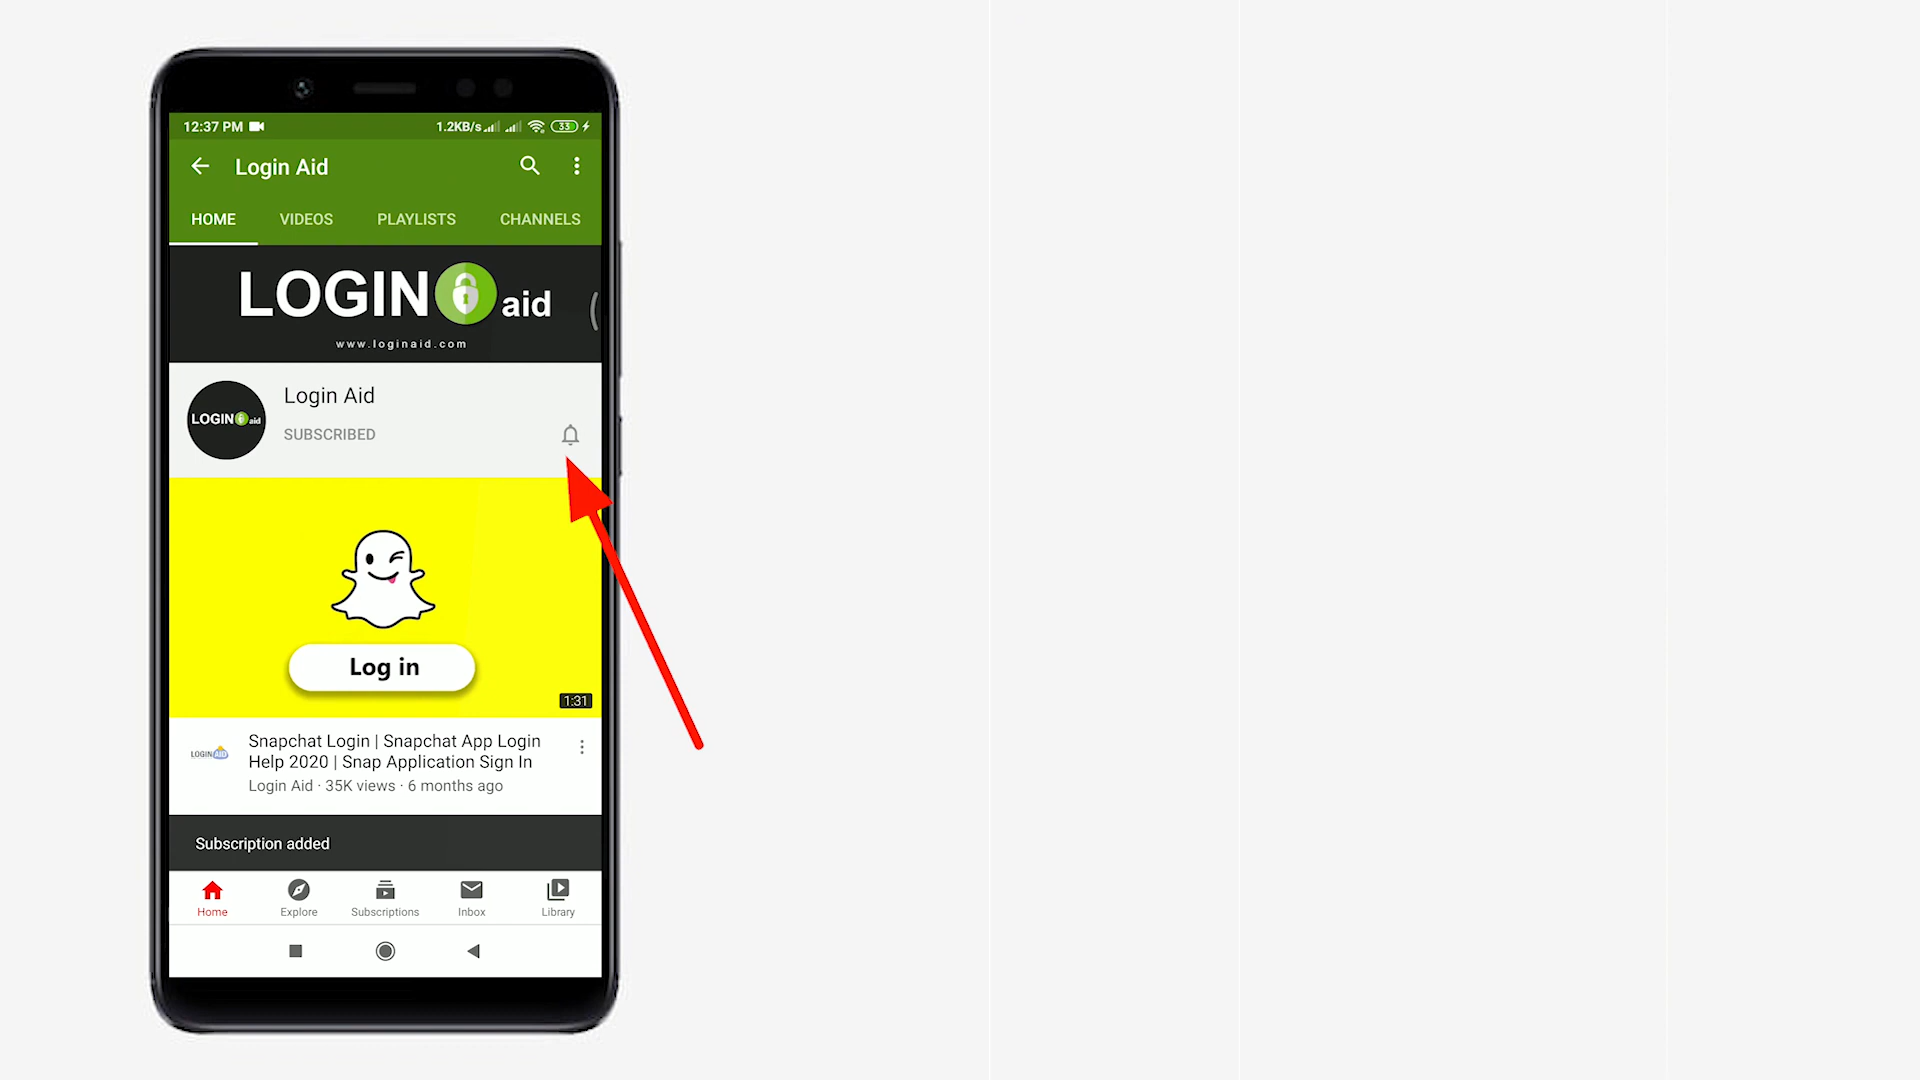 12:37 PM 1.2KB/s 33
Login Aid
HOME VIDEOS PLAYLISTS CHANNELS
LOGIN aid
www.loginaid.com
Login Aid
LOGIN aid
SUBSCRIBED
Log in
1:31
Snapchat Login | Snapchat App Login
LOGIN AID
Help 2020 | Snap Application Sign In
Login Aid · 35K views · 6 months ago
Subscription added
Home Explore Subscriptions Inbox Library